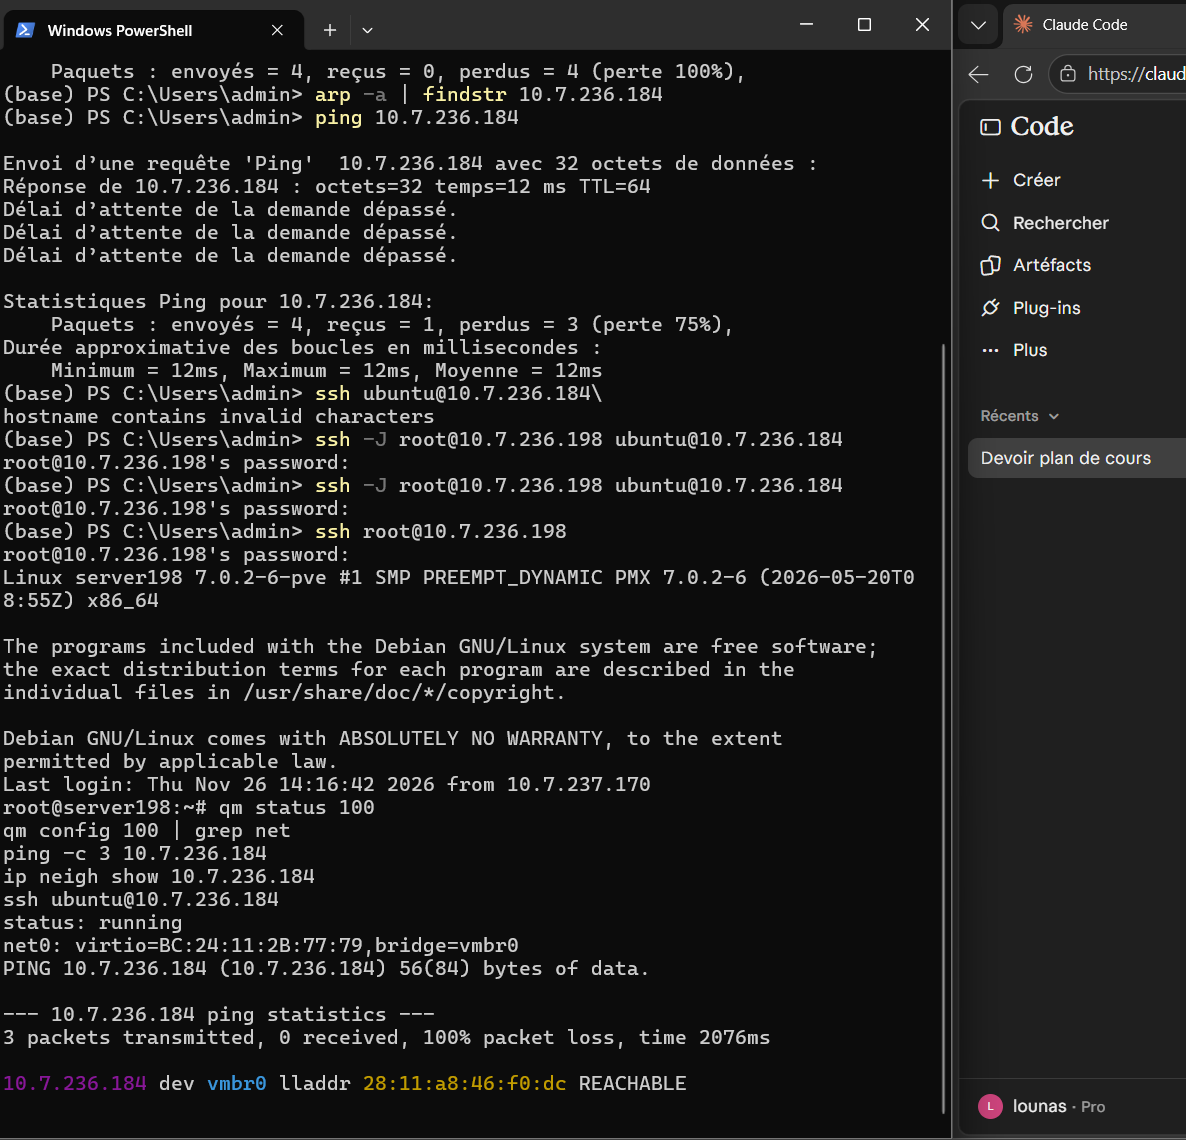 Windows PowerShell
Paquets : envoyés = 4, reçus = 0, perdus = 4 (perte 100%),
(base) PS C:\Users\admin> arp -a | findstr 10.7.236.184
(base) PS C:\Users\admin> ping 10.7.236.184
Envoi d’une requête 'Ping'  10.7.236.184 avec 32 octets de données :
Réponse de 10.7.236.184 : octets=32 temps=12 ms TTL=64
Délai d’attente de la demande dépassé.
Délai d’attente de la demande dépassé.
Délai d’attente de la demande dépassé.
Statistiques Ping pour 10.7.236.184:
Paquets : envoyés = 4, reçus = 1, perdus = 3 (perte 75%),
Durée approximative des boucles en millisecondes :
Minimum = 12ms, Maximum = 12ms, Moyenne = 12ms
(base) PS C:\Users\admin> ssh ubuntu@10.7.236.184\
hostname contains invalid characters
(base) PS C:\Users\admin> ssh -J root@10.7.236.198 ubuntu@10.7.236.184
root@10.7.236.198's password:
(base) PS C:\Users\admin> ssh -J root@10.7.236.198 ubuntu@10.7.236.184
root@10.7.236.198's password:
(base) PS C:\Users\admin> ssh root@10.7.236.198
root@10.7.236.198's password:
Linux server198 7.0.2-6-pve #1 SMP PREEMPT_DYNAMIC PMX 7.0.2-6 (2026-05-20T0
8:55Z) x86_64
The programs included with the Debian GNU/Linux system are free software;
the exact distribution terms for each program are described in the
individual files in /usr/share/doc/*/copyright.
Debian GNU/Linux comes with ABSOLUTELY NO WARRANTY, to the extent
permitted by applicable law.
Last login: Thu Nov 26 14:16:42 2026 from 10.7.237.170
root@server198:~# qm status 100
qm config 100 | grep net
ping -c 3 10.7.236.184
ip neigh show 10.7.236.184
ssh ubuntu@10.7.236.184
status: running
net0: virtio=BC:24:11:2B:77:79,bridge=vmbr0
PING 10.7.236.184 (10.7.236.184) 56(84) bytes of data.
--- 10.7.236.184 ping statistics ---
3 packets transmitted, 0 received, 100% packet loss, time 2076ms
10.7.236.184 dev vmbr0 lladdr 28:11:a8:46:f0:dc REACHABLE
Claude Code
https://claud
Code
Créer
Rechercher
Artéfacts
Plug-ins
Plus
Récents
Devoir plan de cours
L
lounas · Pro